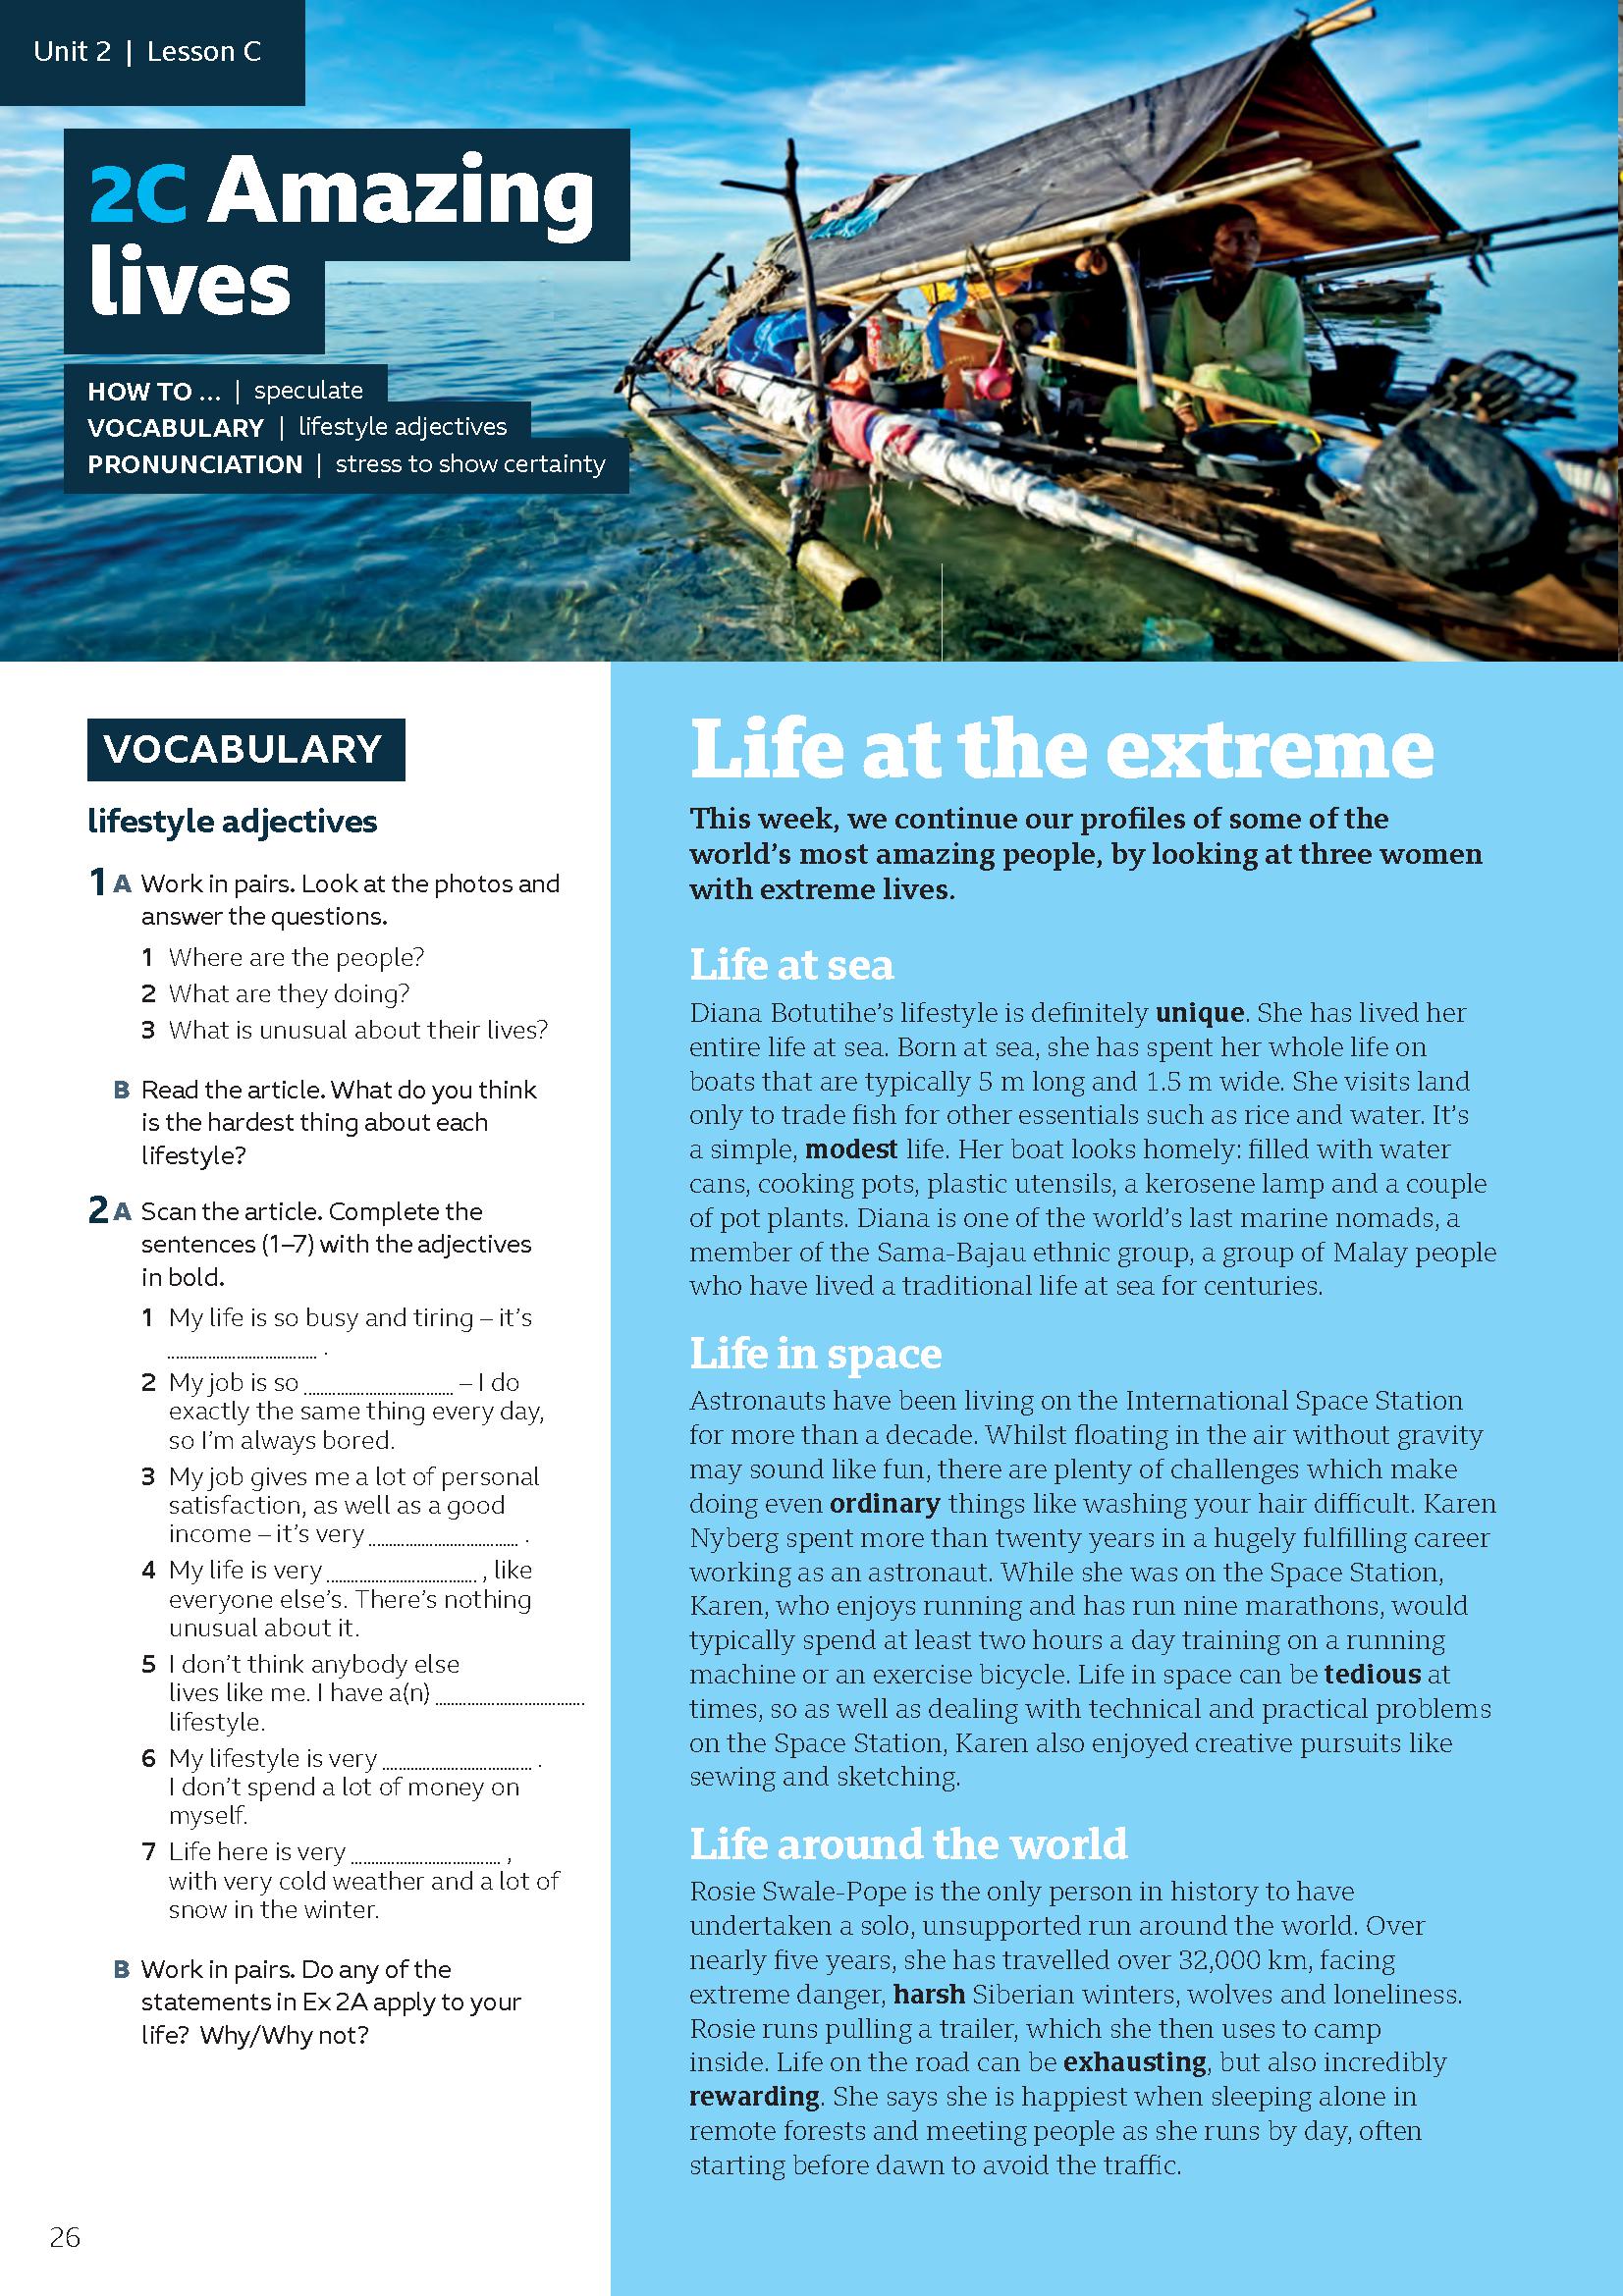 Unit 2 | Lesson C
2C Amazing
lives
HOW TO ... | speculate
VOCABULARY | lifestyle adjectives
PRONUNCIATION | stress to show certainty
VOCABULARY
lifestyle adjectives
1 A Work in pairs. Look at the photos and
answer the questions.
1 Where are the people?
2 What are they doing?
3 What is unusual about their lives?
B Read the article. What do you think
is the hardest thing about each
lifestyle?
2 A Scan the article. Complete the
sentences (1–7) with the adjectives
in bold.
1 My life is so busy and tiring – it's
.
2 My job is so – I do
exactly the same thing every day,
so I'm always bored.
3 My job gives me a lot of personal
satisfaction, as well as a good
income – it's very .
4 My life is very , like
everyone else's. There's nothing
unusual about it.
5 I don't think anybody else
lives like me. I have a(n)
lifestyle.
6 My lifestyle is very .
I don't spend a lot of money on
myself.
7 Life here is very ,
with very cold weather and a lot of
snow in the winter.
B Work in pairs. Do any of the
statements in Ex 2A apply to your
life? Why/Why not?
26
Life at the extreme
This week, we continue our profiles of some of the
world's most amazing people, by looking at three women
with extreme lives.
Life at sea
Diana Botutihe's lifestyle is definitely unique. She has lived her
entire life at sea. Born at sea, she has spent her whole life on
boats that are typically 5 m long and 1.5 m wide. She visits land
only to trade fish for other essentials such as rice and water. It's
a simple, modest life. Her boat looks homely: filled with water
cans, cooking pots, plastic utensils, a kerosene lamp and a couple
of pot plants. Diana is one of the world's last marine nomads, a
member of the Sama-Bajau ethnic group, a group of Malay people
who have lived a traditional life at sea for centuries.
Life in space
Astronauts have been living on the International Space Station
for more than a decade. Whilst floating in the air without gravity
may sound like fun, there are plenty of challenges which make
doing even ordinary things like washing your hair difficult. Karen
Nyberg spent more than twenty years in a hugely fulfilling career
working as an astronaut. While she was on the Space Station,
Karen, who enjoys running and has run nine marathons, would
typically spend at least two hours a day training on a running
machine or an exercise bicycle. Life in space can be tedious at
times, so as well as dealing with technical and practical problems
on the Space Station, Karen also enjoyed creative pursuits like
sewing and sketching.
Life around the world
Rosie Swale-Pope is the only person in history to have
undertaken a solo, unsupported run around the world. Over
nearly five years, she has travelled over 32,000 km, facing
extreme danger, harsh Siberian winters, wolves and loneliness.
Rosie runs pulling a trailer, which she then uses to camp
inside. Life on the road can be exhausting, but also incredibly
rewarding. She says she is happiest when sleeping alone in
remote forests and meeting people as she runs by day, often
starting before dawn to avoid the traffic.